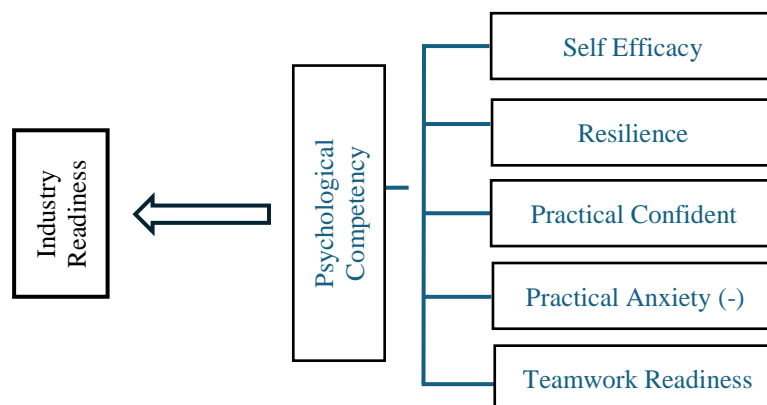 Industry
Readiness
Psychological
Competency
Self Efficacy
Resilience
Practical Confident
Practical Anxiety (-)
Teamwork Readiness